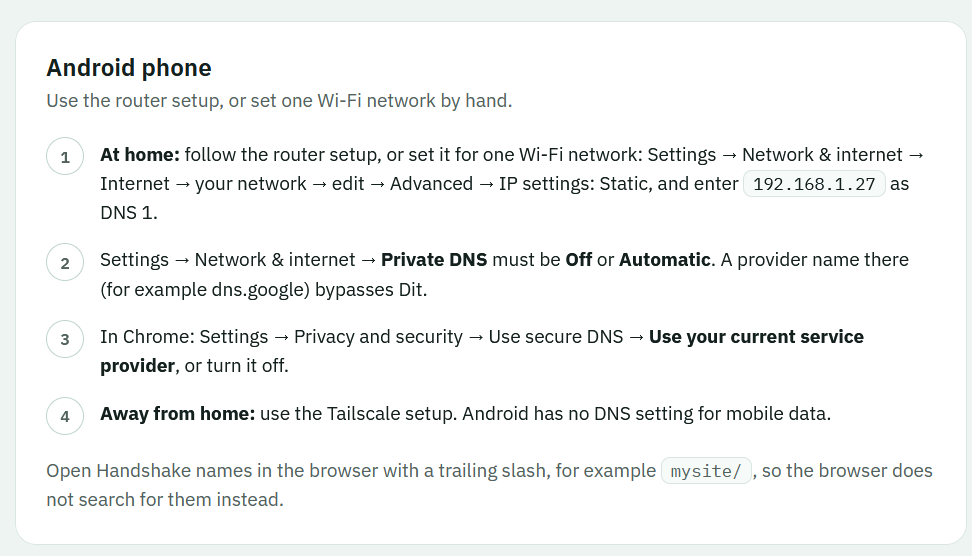 Android phone
Use the router setup, or set one Wi-Fi network by hand.
1
At home: follow the router setup, or set it for one Wi-Fi network: Settings → Network & internet →
Internet → your network → edit → Advanced → IP settings: Static, and enter 192.168.1.27 as
DNS 1.
2
Settings → Network & internet → Private DNS must be Off or Automatic. A provider name there
(for example dns.google) bypasses Dit.
3
In Chrome: Settings → Privacy and security → Use secure DNS → Use your current service
provider, or turn it off.
4
Away from home: use the Tailscale setup. Android has no DNS setting for mobile data.
Open Handshake names in the browser with a trailing slash, for example mysite/, so the browser does
not search for them instead.